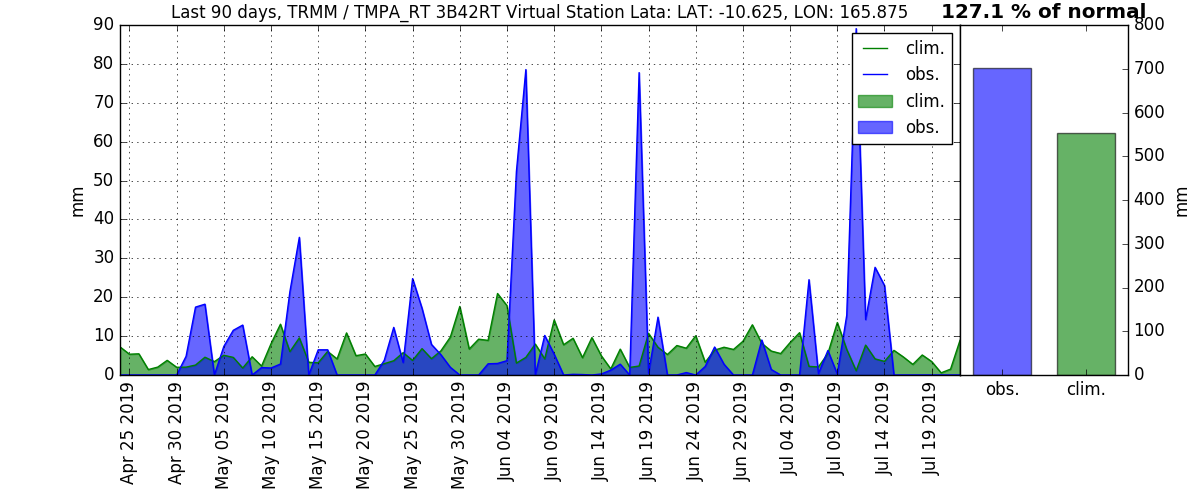 Last 90 days, TRMM / TMPA_RT 3B42RT Virtual Station Lata: LAT: -10.625, LON: 165.875
127.1 % of normal
90
80
70
60
50
40
30
20
10
0
mm
clim.
obs.
clim.
obs.
Apr 25 2019
Apr 30 2019
May 05 2019
May 10 2019
May 15 2019
May 20 2019
May 25 2019
May 30 2019
Jun 04 2019
Jun 09 2019
Jun 14 2019
Jun 19 2019
Jun 24 2019
Jun 29 2019
Jul 04 2019
Jul 09 2019
Jul 14 2019
Jul 19 2019
800
700
600
500
400
300
200
100
0
mm
obs.
clim.